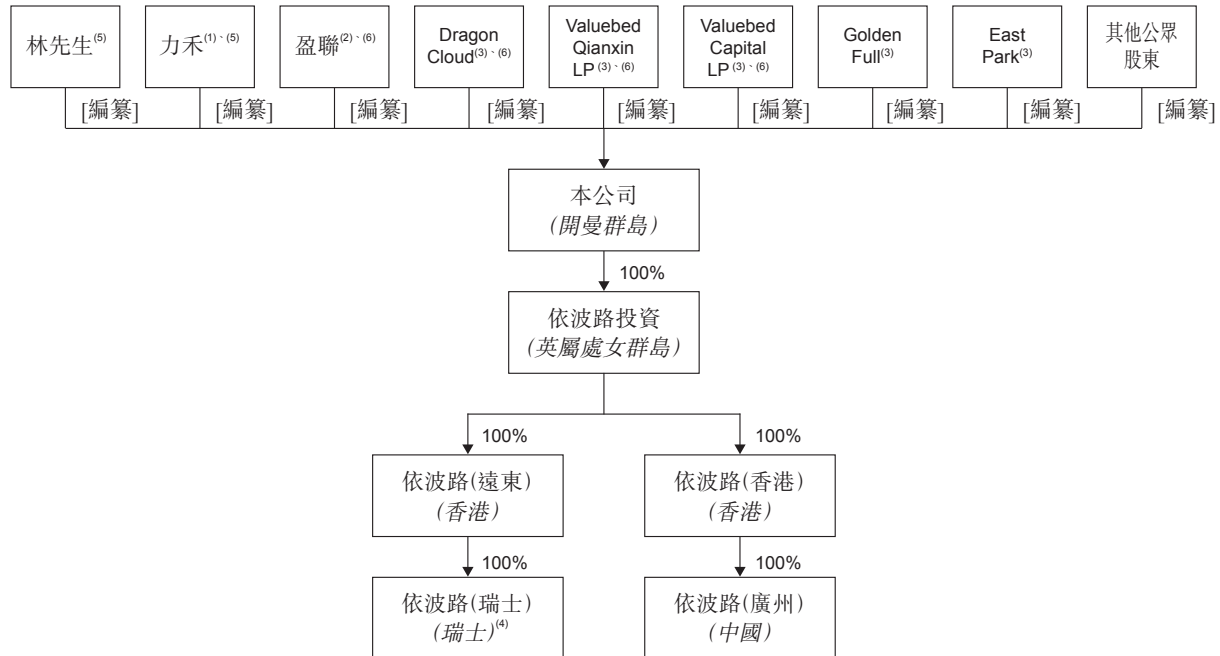 林先生(5)
力禾(1)、(5)
盈聯(2)、(6)
Dragon
Cloud(3)、(6)
Valuebed
Qianxin
LP (3)、(6)
Valuebed
Capital
LP (3)、(6)
Golden
Full(3)
East
Park(3)
其他公眾
股東
[編纂] [編纂] [編纂] [編纂] [編纂] [編纂] [編纂] [編纂] [編纂]
本公司
(開曼群島)
100%
依波路投資
(英屬處女群島)
100% 100%
依波路(遠東)
(香港)
依波路(香港)
(香港)
100% 100%
依波路(瑞士)
(瑞士)(4)
依波路(廣州)
(中國)